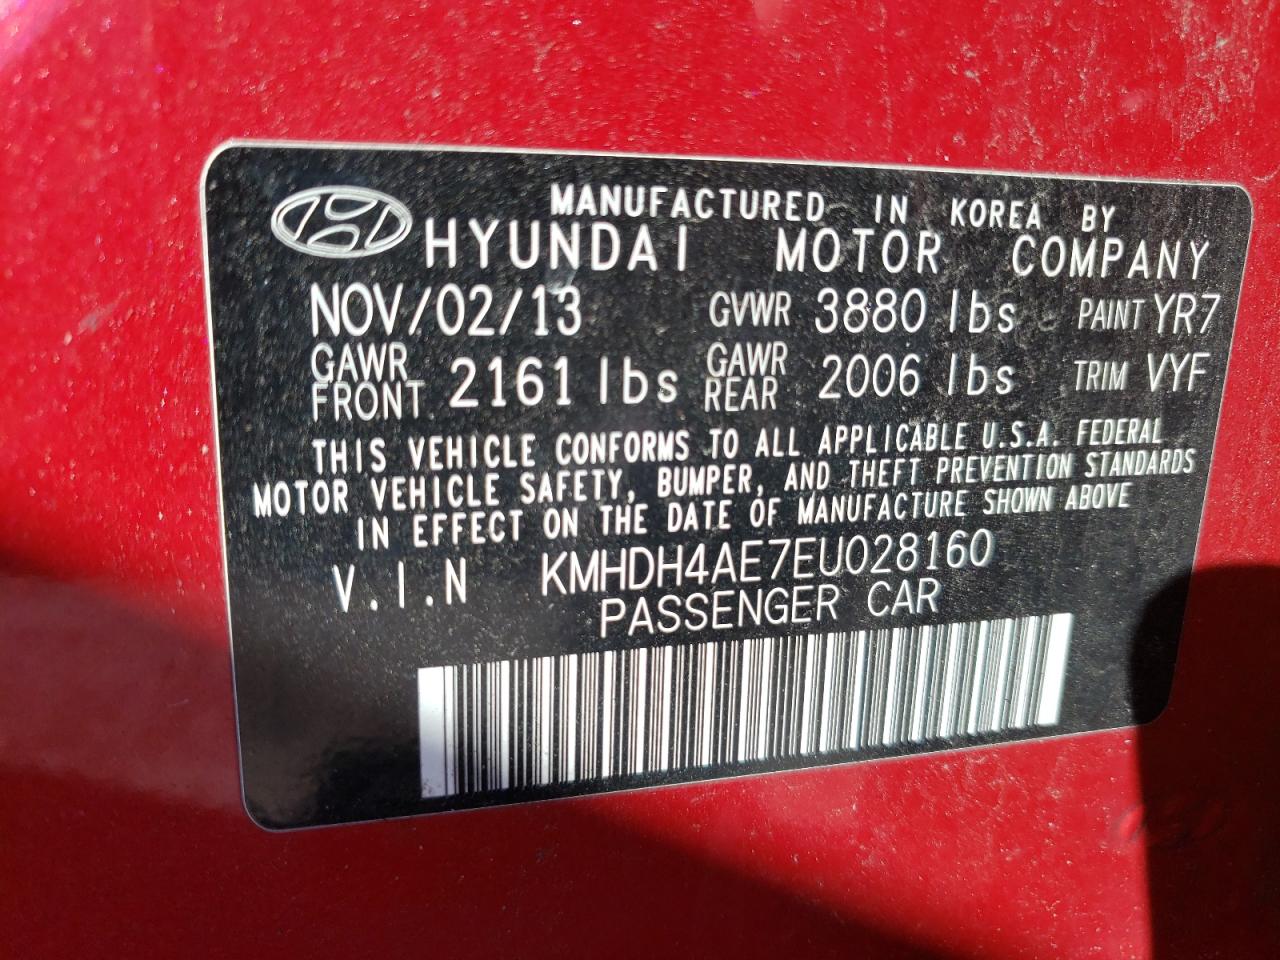 MANUFACTURED IN KOREA BY
HYUNDAI MOTOR COMPANY
NOV/02/13 GVWR 3880 lbs PAINT YR7
GAWR FRONT 2161 lbs GAWR REAR 2006 lbs TRIM VYF
THIS VEHICLE CONFORMS TO ALL APPLICABLE U.S.A. FEDERAL
MOTOR VEHICLE SAFETY, BUMPER, AND THEFT PREVENTION STANDARDS
IN EFFECT ON THE DATE OF MANUFACTURE SHOWN ABOVE
V.I.N KMHDH4AE7EU028160
PASSENGER CAR